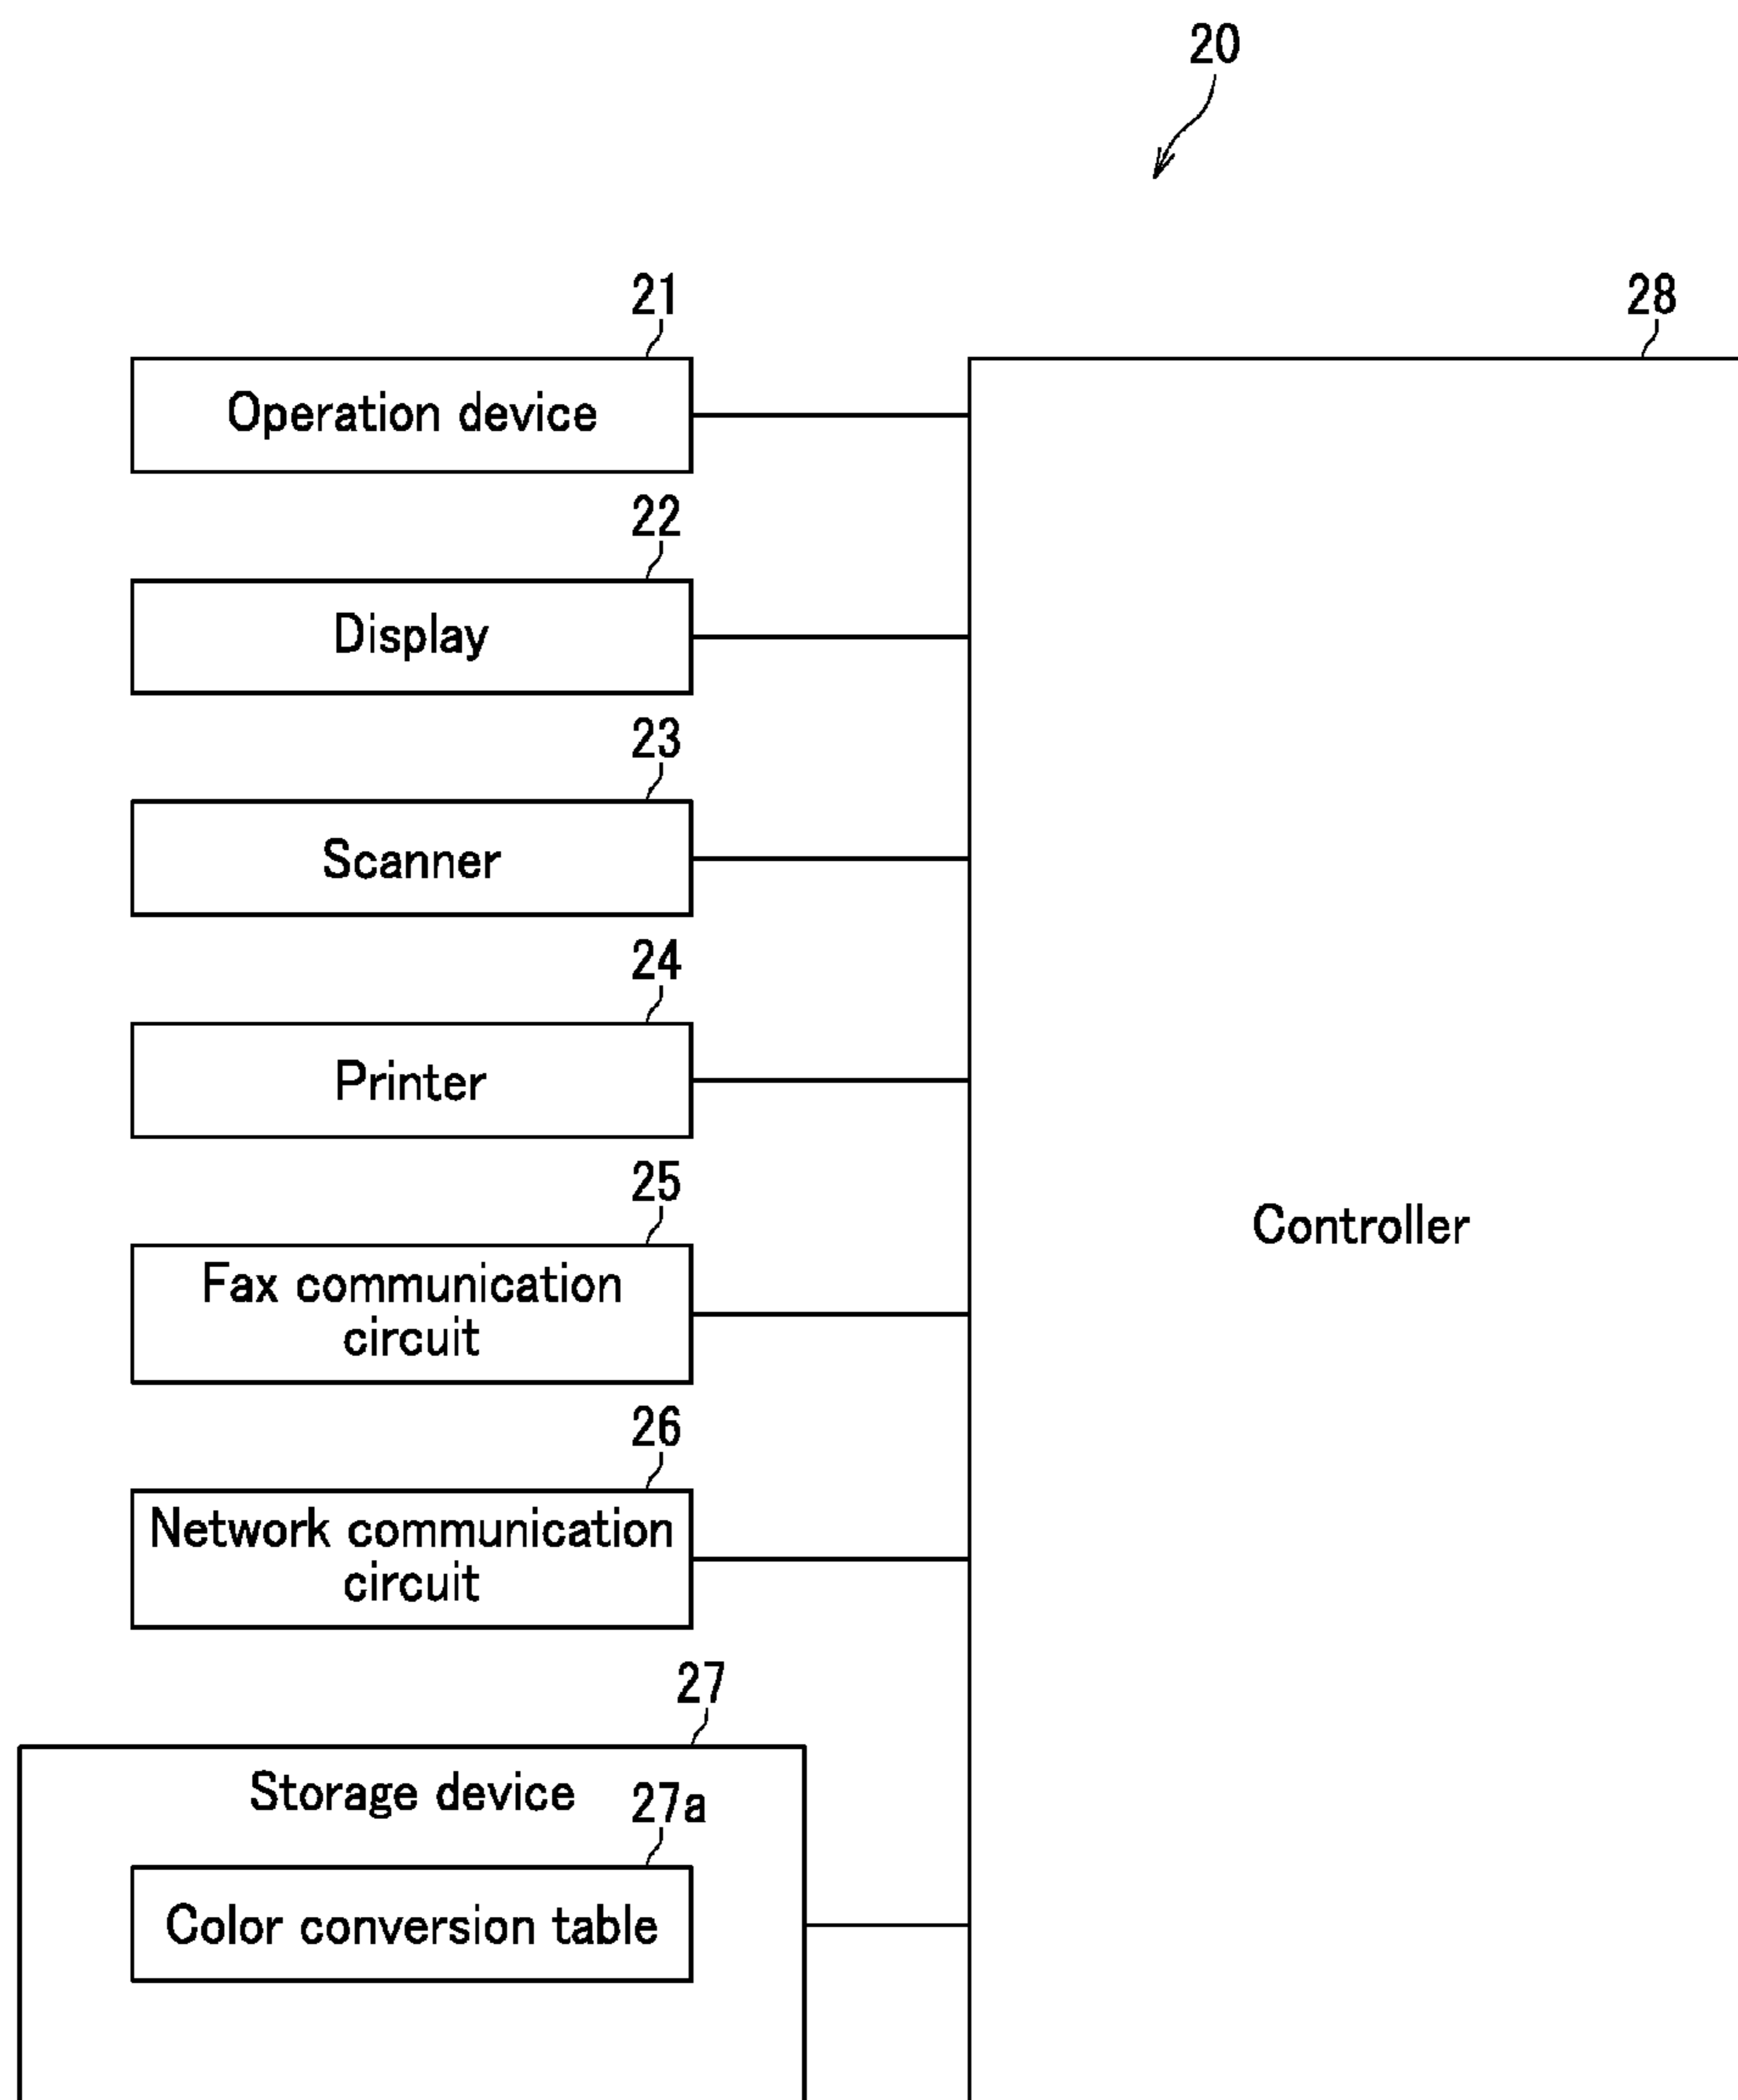 20
21
28
Operation device
22
Display
23
Scanner
24
Printer
25
Fax communication
circuit
Controller
26
Network communication
circuit
27
Storage device
27a
Color conversion table